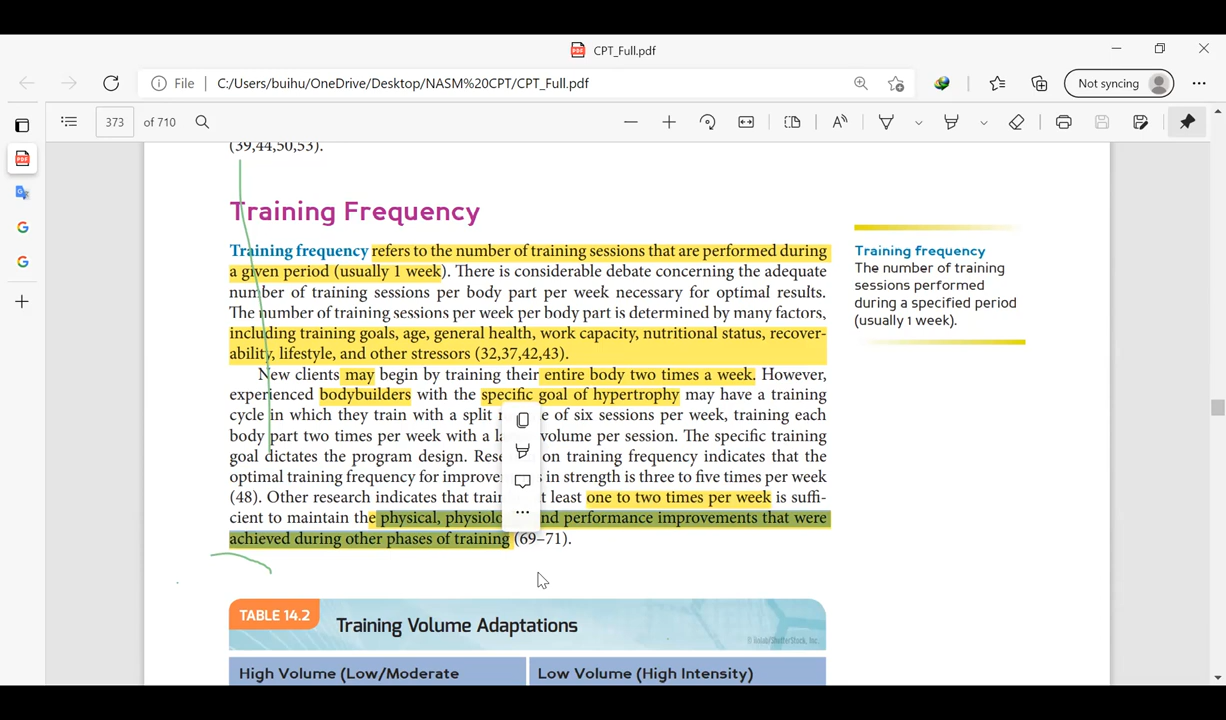 CPT_Full.pdf
File
C:/Users/buihu/OneDrive/Desktop/NASM%20CPT/CPT_Full.pdf
Not syncing
373 of 710
(39,44,50,53).
Training Frequency
Training frequency refers to the number of training sessions that are performed during
a given period (usually 1 week). There is considerable debate concerning the adequate
number of training sessions per body part per week necessary for optimal results.
The number of training sessions per week per body part is determined by many factors,
including training goals, age, general health, work capacity, nutritional status, recover-
ability, lifestyle, and other stressors (32,37,42,43).
New clients may begin by training their entire body two times a week. However,
experienced bodybuilders with the specific goal of hypertrophy may have a training
cycle in which they train with a split of six sessions per week, training each
body part two times per week with a volume per session. The specific training
goal dictates the program design. on training frequency indicates that the
optimal training frequency for in strength is three to five times per week
(48). Other research indicates that least one to two times per week is suffi-
cient to maintain the physical, performance improvements that were
achieved during other phases of training (69–71).
Training frequency
The number of training
sessions performed
during a specified period
(usually 1 week).
TABLE 14.2
Training Volume Adaptations
High Volume (Low/Moderate
Low Volume (High Intensity)